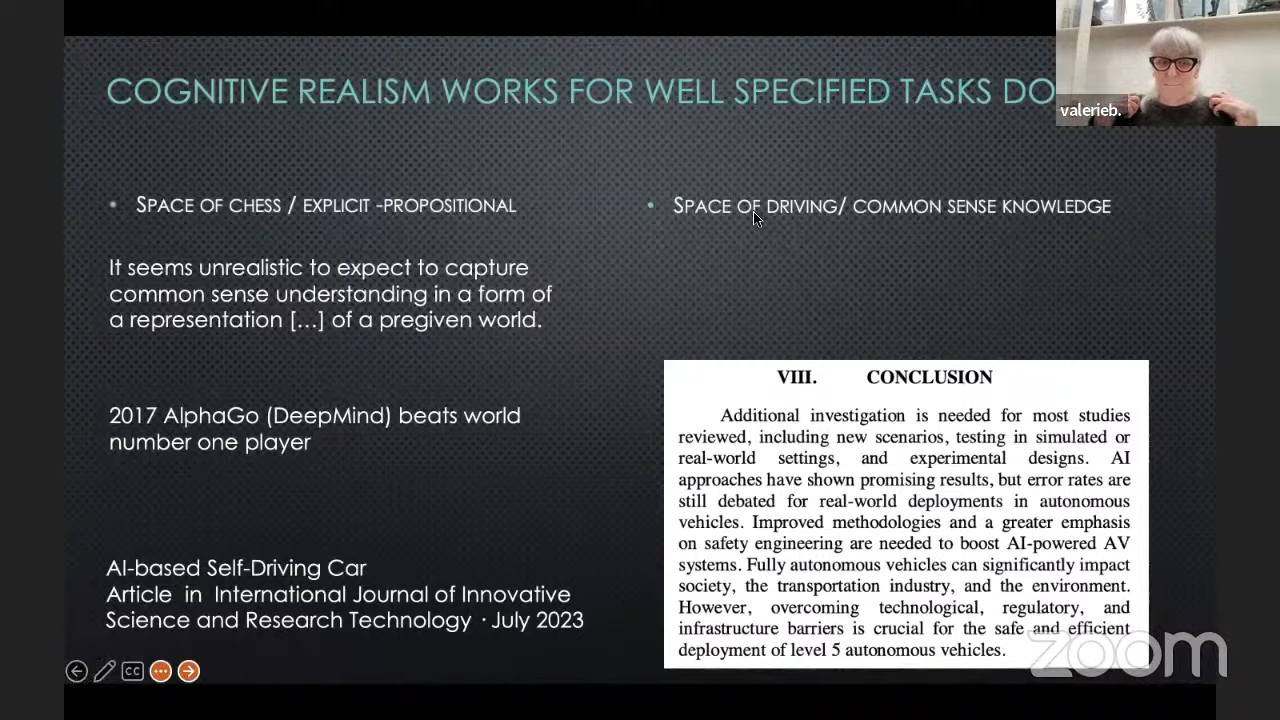 COGNITIVE REALISM WORKS FOR WELL SPECIFIED TASKS DO
valerieb.
• SPACE OF CHESS / EXPLICIT -PROPOSITIONAL
It seems unrealistic to expect to capture
common sense understanding in a form of
a representation […] of a pregiven world.
2017 AlphaGo (DeepMind) beats world
number one player
AI-based Self-Driving Car
Article in International Journal of Innovative
Science and Research Technology · July 2023
• SPACE OF DRIVING/ COMMON SENSE KNOWLEDGE
VIII. CONCLUSION
Additional investigation is needed for most studies
reviewed, including new scenarios, testing in simulated or
real-world settings, and experimental designs. AI
approaches have shown promising results, but error rates are
still debated for real-world deployments in autonomous
vehicles. Improved methodologies and a greater emphasis
on safety engineering are needed to boost AI-powered AV
systems. Fully autonomous vehicles can significantly impact
society, the transportation industry, and the environment.
However, overcoming technological, regulatory, and
infrastructure barriers is crucial for the safe and efficient
deployment of level 5 autonomous vehicles.
CC
zoom